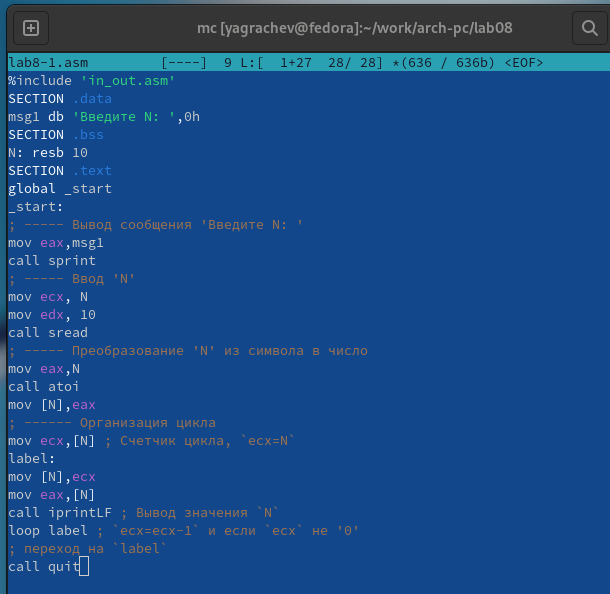 mc [yagrachev@fedora]:~/work/arch-pc/lab08
lab8-1.asm [----] 9 L:[ 1+27 28/ 28] *(636 / 636b) <EOF>
%include 'in_out.asm'
SECTION .data
msg1 db 'Введите N: ',0h
SECTION .bss
N: resb 10
SECTION .text
global _start
_start:
; ----- Вывод сообщения 'Введите N: '
mov eax,msg1
call sprint
; ----- Ввод 'N'
mov ecx, N
mov edx, 10
call sread
; ----- Преобразование 'N' из символа в число
mov eax,N
call atoi
mov [N],eax
; ------ Организация цикла
mov ecx,[N] ; Счетчик цикла, `ecx=N`
label:
mov [N],ecx
mov eax,[N]
call iprintLF ; Вывод значения `N`
loop label ; `ecx=ecx-1` и если `ecx` не '0'
; переход на `label`
call quit